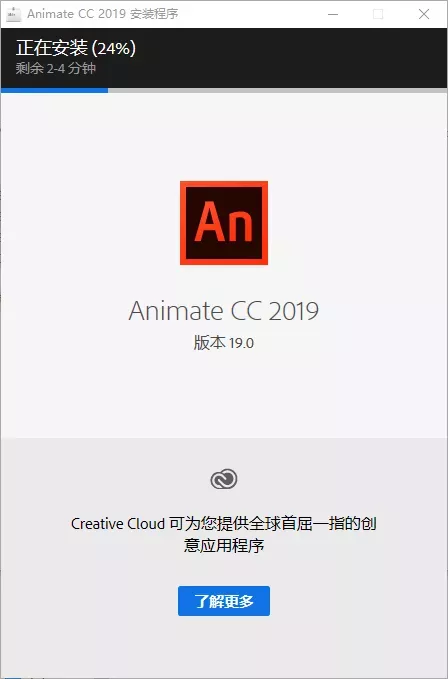 Animate CC 2019 安装程序
正在安装 (24%)
剩余 2-4 分钟
An
Animate CC 2019
版本 19.0
Creative Cloud 可为您提供全球首屈一指的创
意应用程序
了解更多